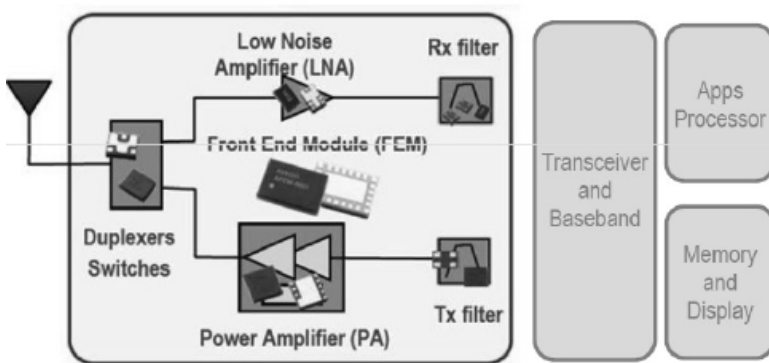 Low Noise
Amplifier (LNA)
Rx filter
Front End Module (FEM)
Duplexers
Switches
Power Amplifier (PA)
Tx filter
Transceiver
and
Baseband
Apps
Processor
Memory
and
Display